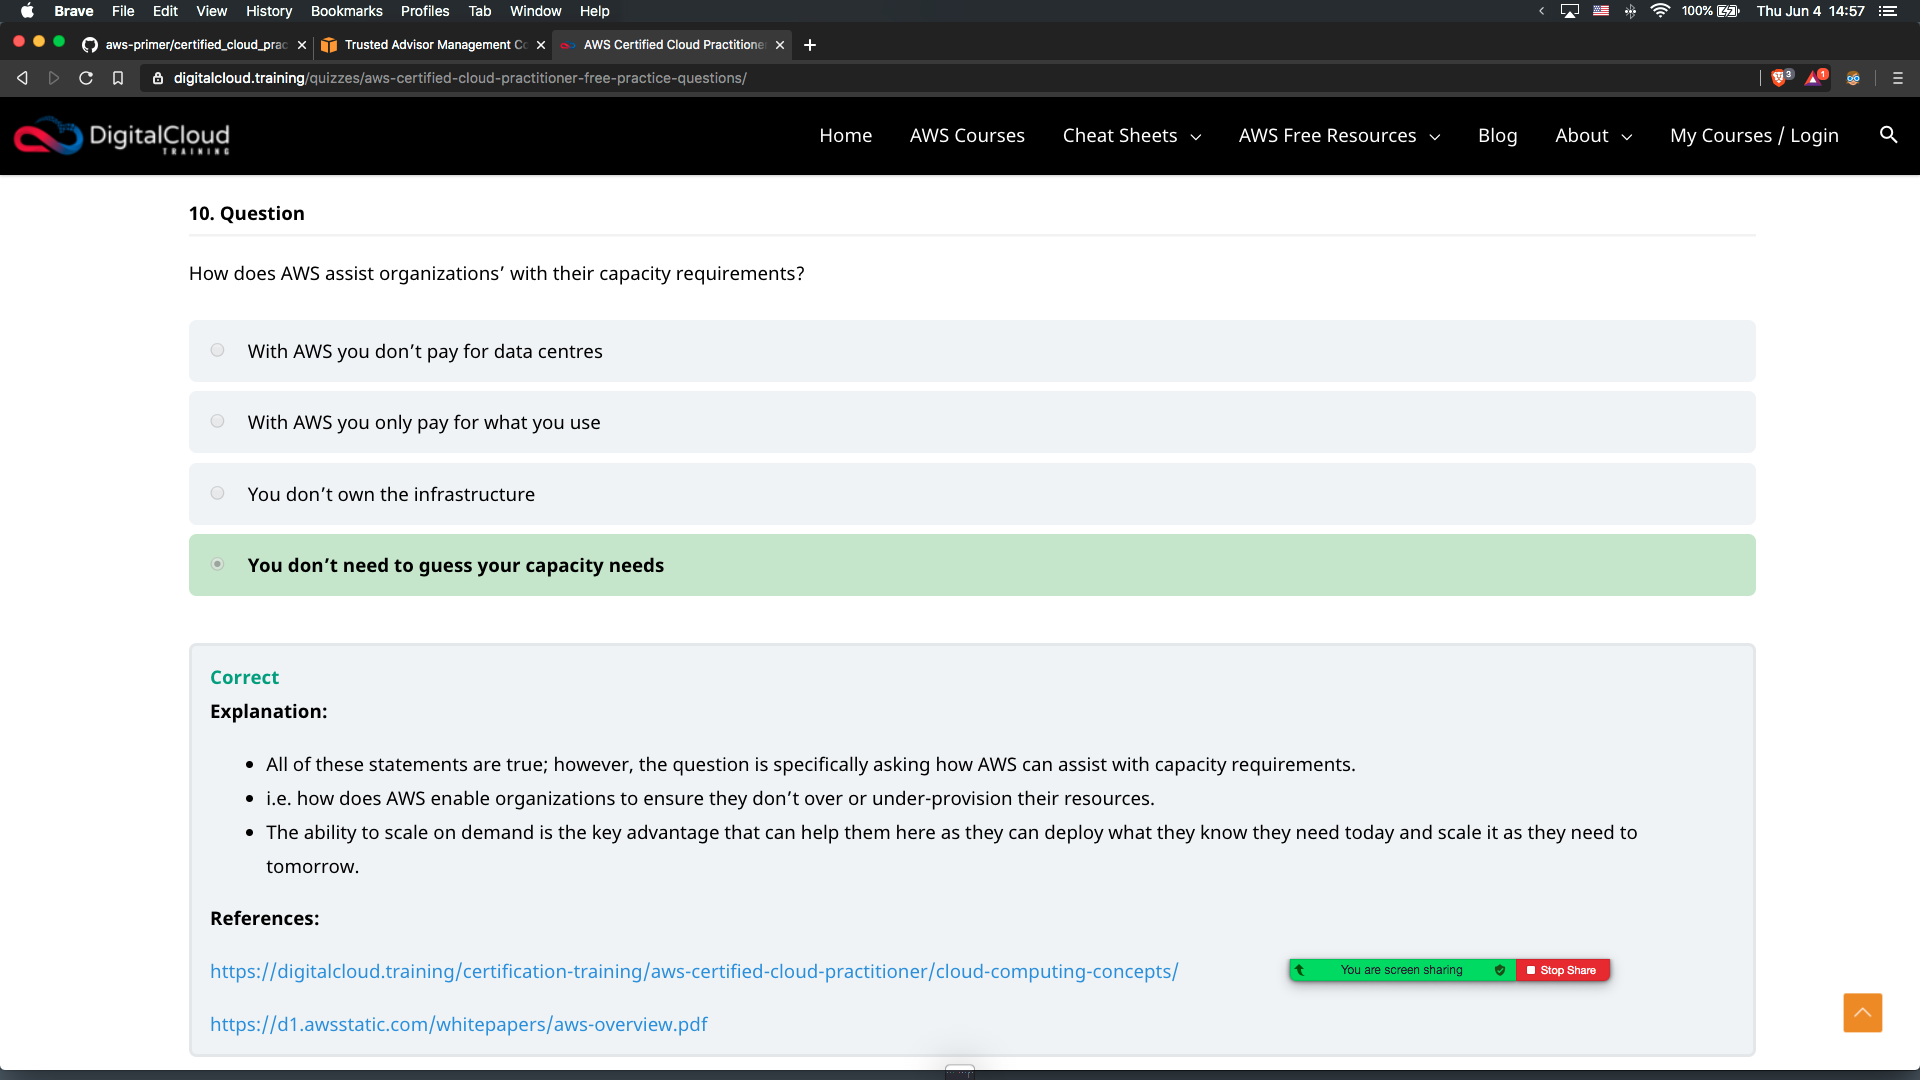 Brave File Edit View History Bookmarks Profiles Tab Window Help 100% Thu Jun 4 14:57
aws-primer/certified_cloud_prac Trusted Advisor Management Co AWS Certified Cloud Practitioner
digitalcloud.training/quizzes/aws-certified-cloud-practitioner-free-practice-questions/ 3 1
DigitalCloud
TRAINING
Home AWS Courses Cheat Sheets AWS Free Resources Blog About My Courses / Login
10. Question
How does AWS assist organizations’ with their capacity requirements?
With AWS you don’t pay for data centres
With AWS you only pay for what you use
You don’t own the infrastructure
You don’t need to guess your capacity needs
Correct
Explanation:
All of these statements are true; however, the question is specifically asking how AWS can assist with capacity requirements.
i.e. how does AWS enable organizations to ensure they don’t over or under-provision their resources.
The ability to scale on demand is the key advantage that can help them here as they can deploy what they know they need today and scale it as they need to
tomorrow.
References:
https://digitalcloud.training/certification-training/aws-certified-cloud-practitioner/cloud-computing-concepts/
You are screen sharing Stop Share
https://d1.awsstatic.com/whitepapers/aws-overview.pdf